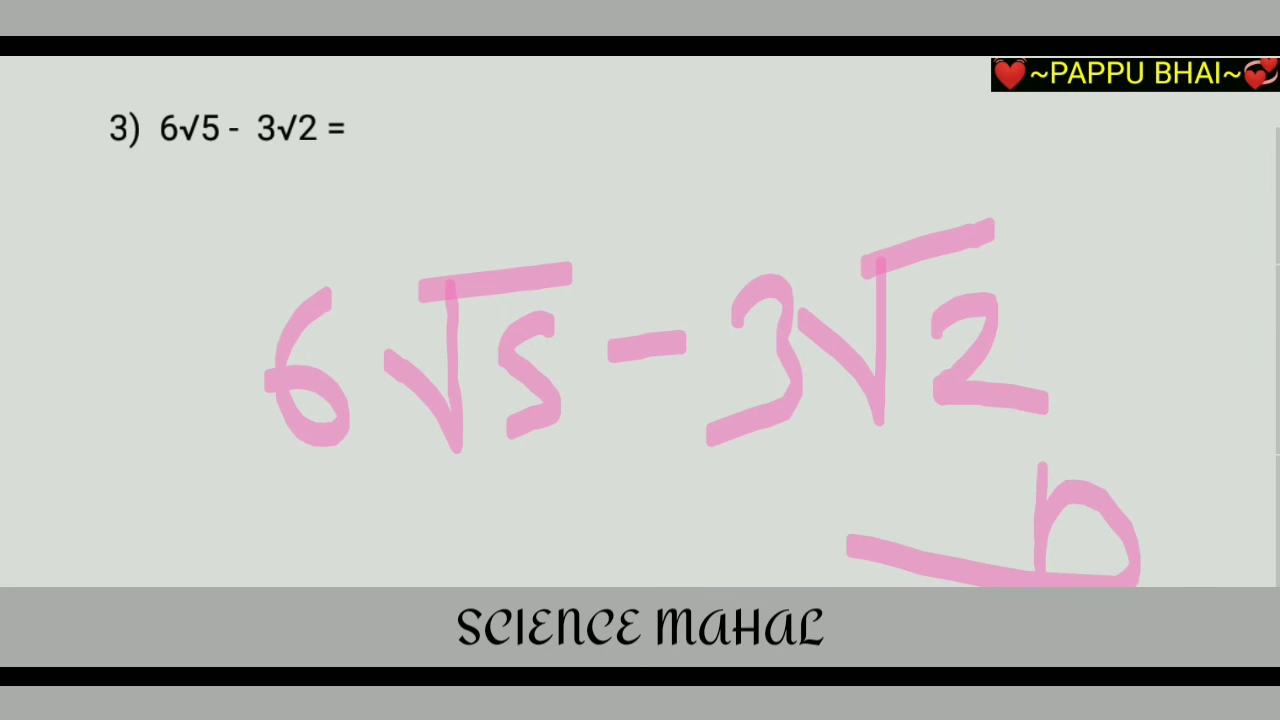 ~PAPPU BHAI~
3) 6√5 - 3√2 =
6√5 - 3√2
SCIENCE MAHAL